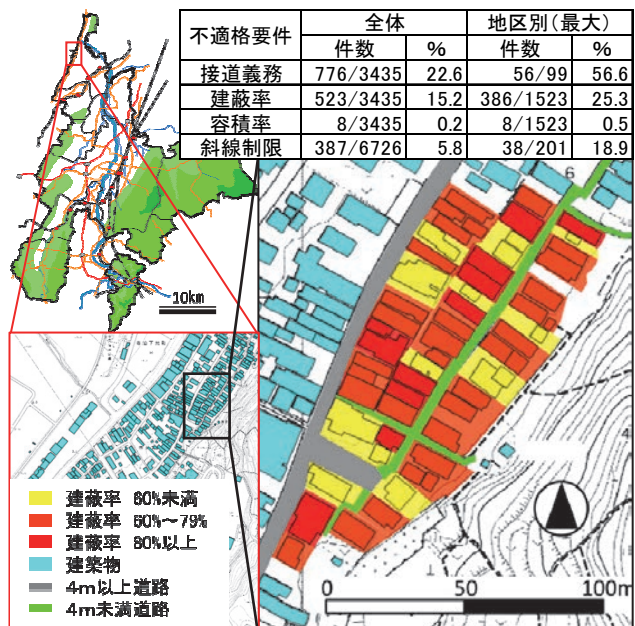 不適格要件 全体 地区別(最大)
件数 % 件数 %
接道義務 776/3435 22.6 56/99 56.6
建蔽率 523/3435 15.2 386/1523 25.3
容積率 8/3435 0.2 8/1523 0.5
斜線制限 387/6726 5.8 38/201 18.9
10km
6
建蔽率 60%未満
建蔽率 60%~79%
建蔽率 80%以上
建築物
4m以上道路
4m未満道路
0 50 100m